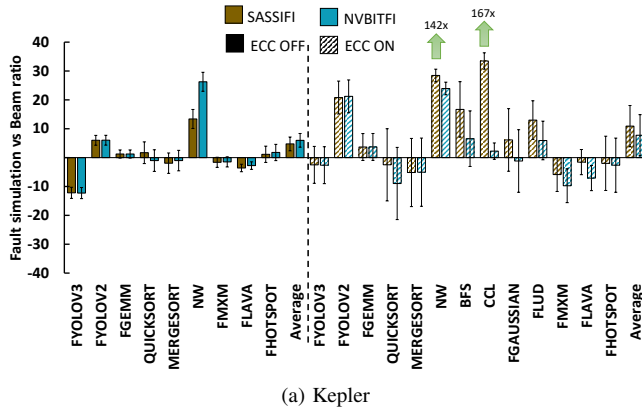 SASSIFI
NVBITFI
ECC OFF
ECC ON
142x
167x
Fault simulation vs Beam ratio
40
30
20
10
0
-10
-20
-30
-40
FYOLOV3
FYOLOV2
FGEMM
QUICKSORT
MERGESORT
NW
FMXM
FLAVA
FHOTSPOT
Average
FYOLOV3
FYOLOV2
FGEMM
QUICKSORT
MERGESORT
NW
BFS
CCL
FGAUSSIAN
FLUD
FMXM
FLAVA
FHOTSPOT
Average
(a) Kepler